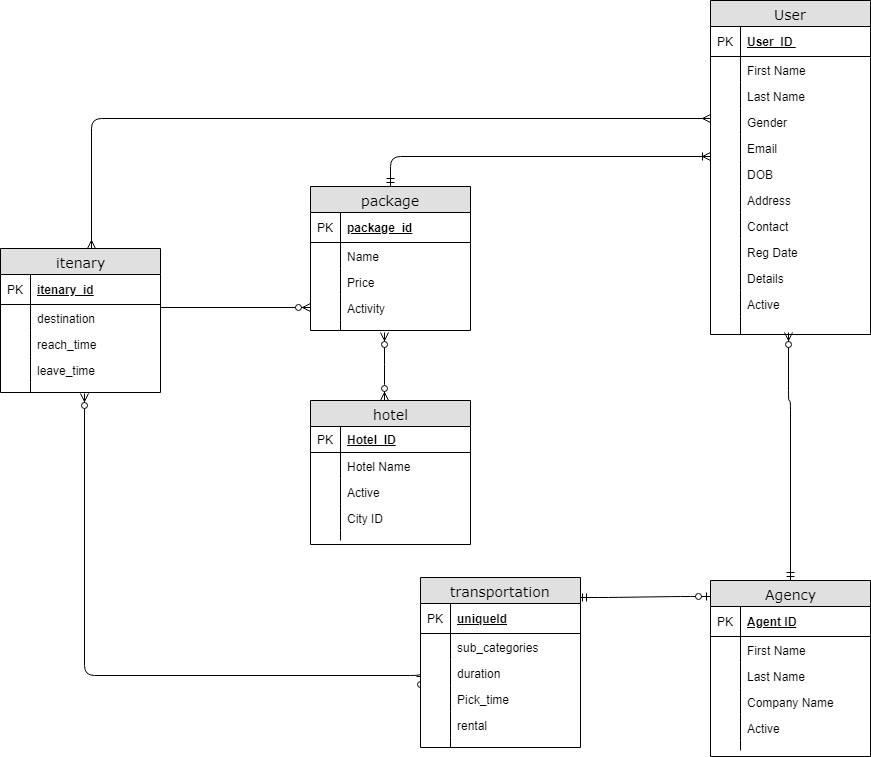 User
PK User_ID
First Name
Last Name
Gender
Email
DOB
Address
Contact
Reg Date
Details
Active
package
PK package_id
Name
Price
Activity
itenary
PK itenary_id
destination
reach_time
leave_time
hotel
PK Hotel_ID
Hotel Name
Active
City ID
transportation
PK uniqueId
sub_categories
duration
Pick_time
rental
Agency
PK Agent ID
First Name
Last Name
Company Name
Active